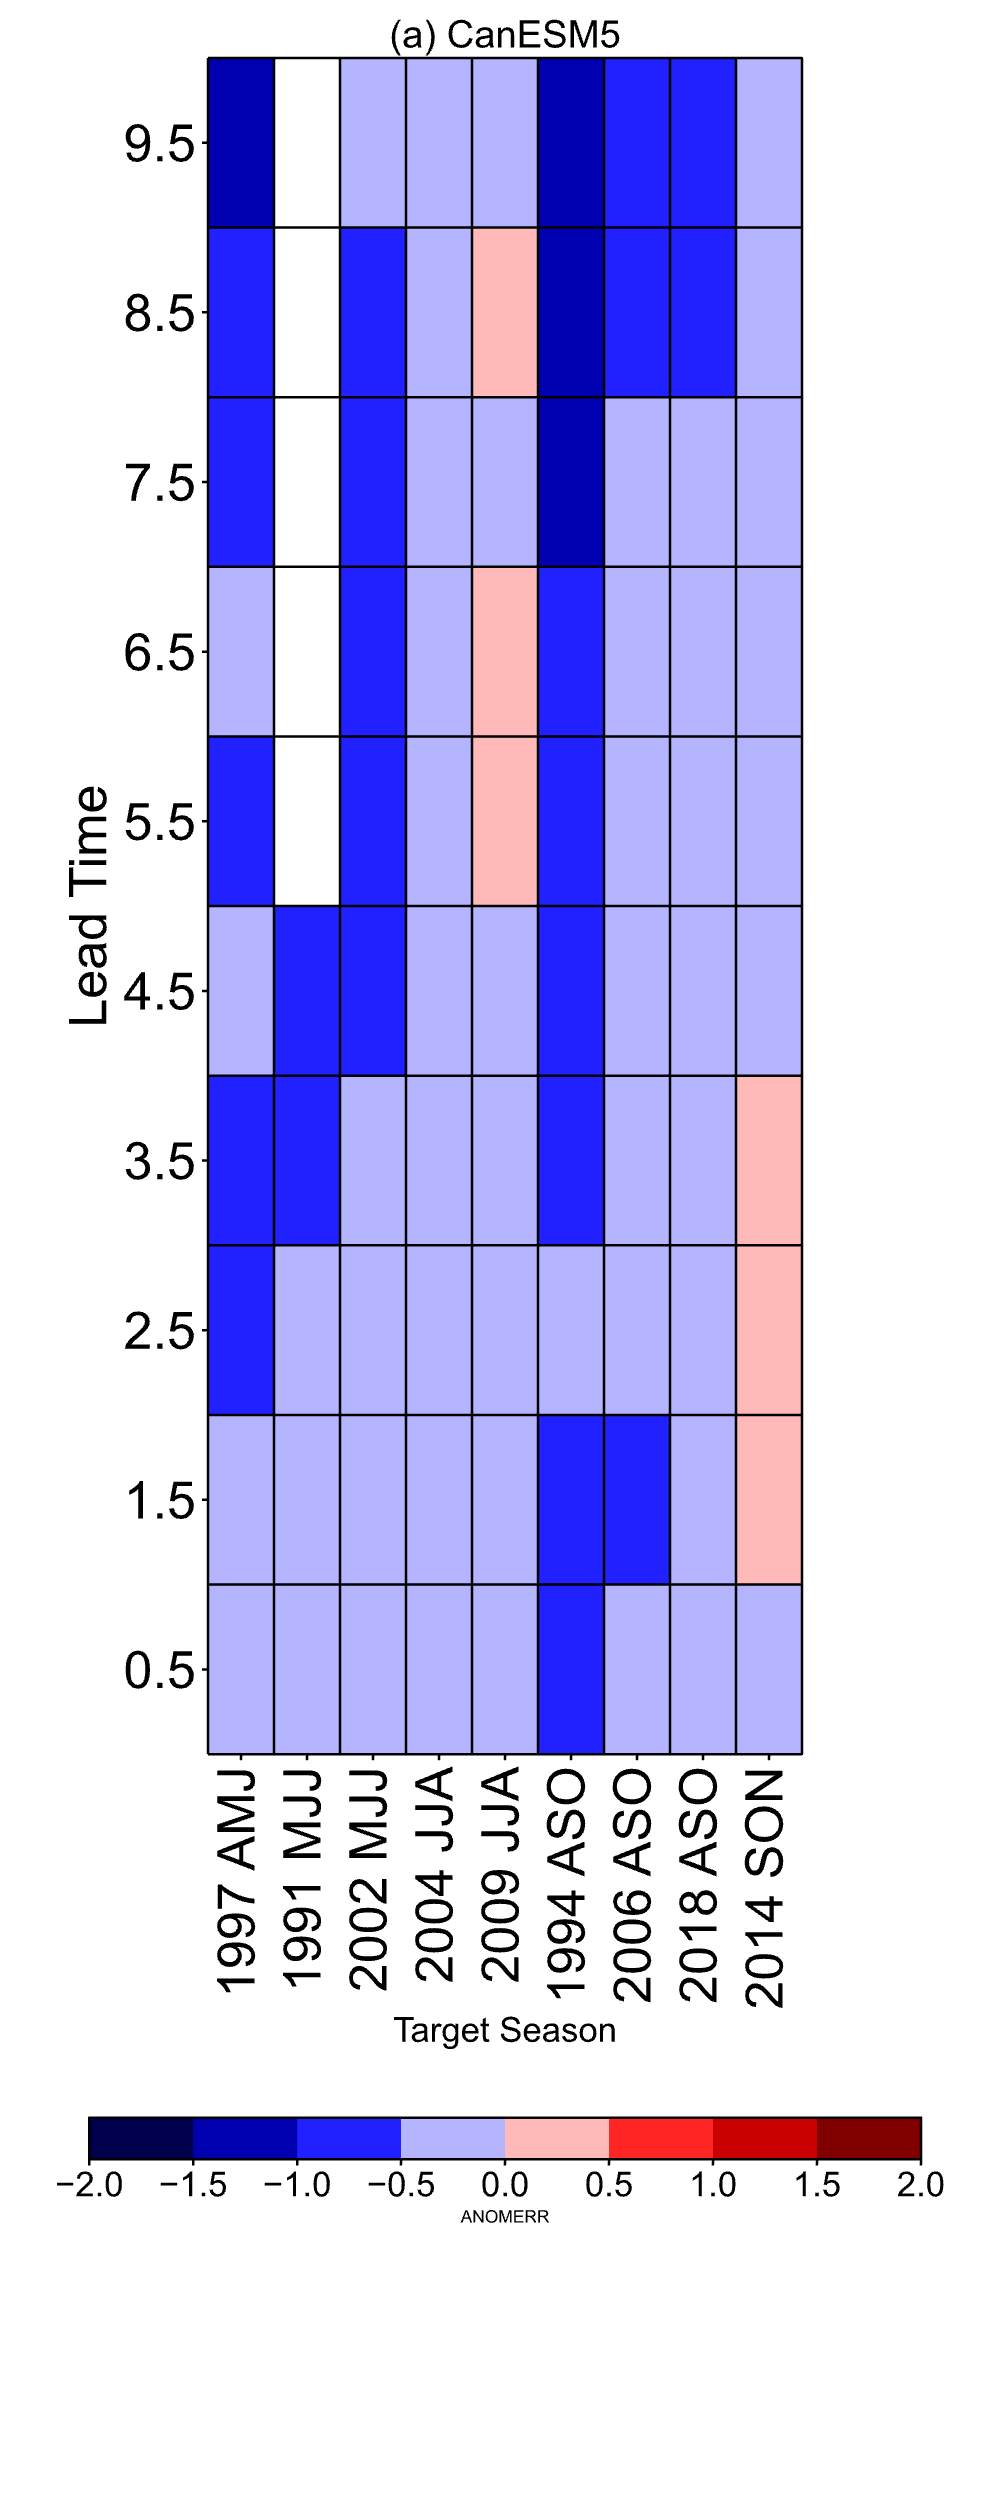 (a) CanESM5
9.5
8.5
7.5
6.5
5.5
4.5
3.5
2.5
1.5
0.5
Lead Time
1997 AMJ
1991 MJJ
2002 MJJ
2004 JJA
2009 JJA
1994 ASO
2006 ASO
2018 ASO
2014 SON
Target Season
−2.0 −1.5 −1.0 −0.5 0.0 0.5 1.0 1.5 2.0
ANOMERR